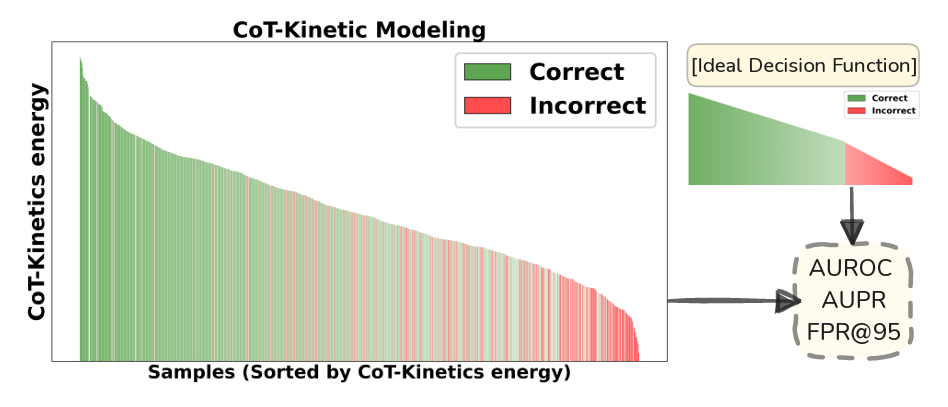 CoT-Kinetic Modeling
CoT-Kinetics energy
Correct
Incorrect
Samples (Sorted by CoT-Kinetics energy)
[Ideal Decision Function]
Correct
Incorrect
AUROC
AUPR
FPR@95